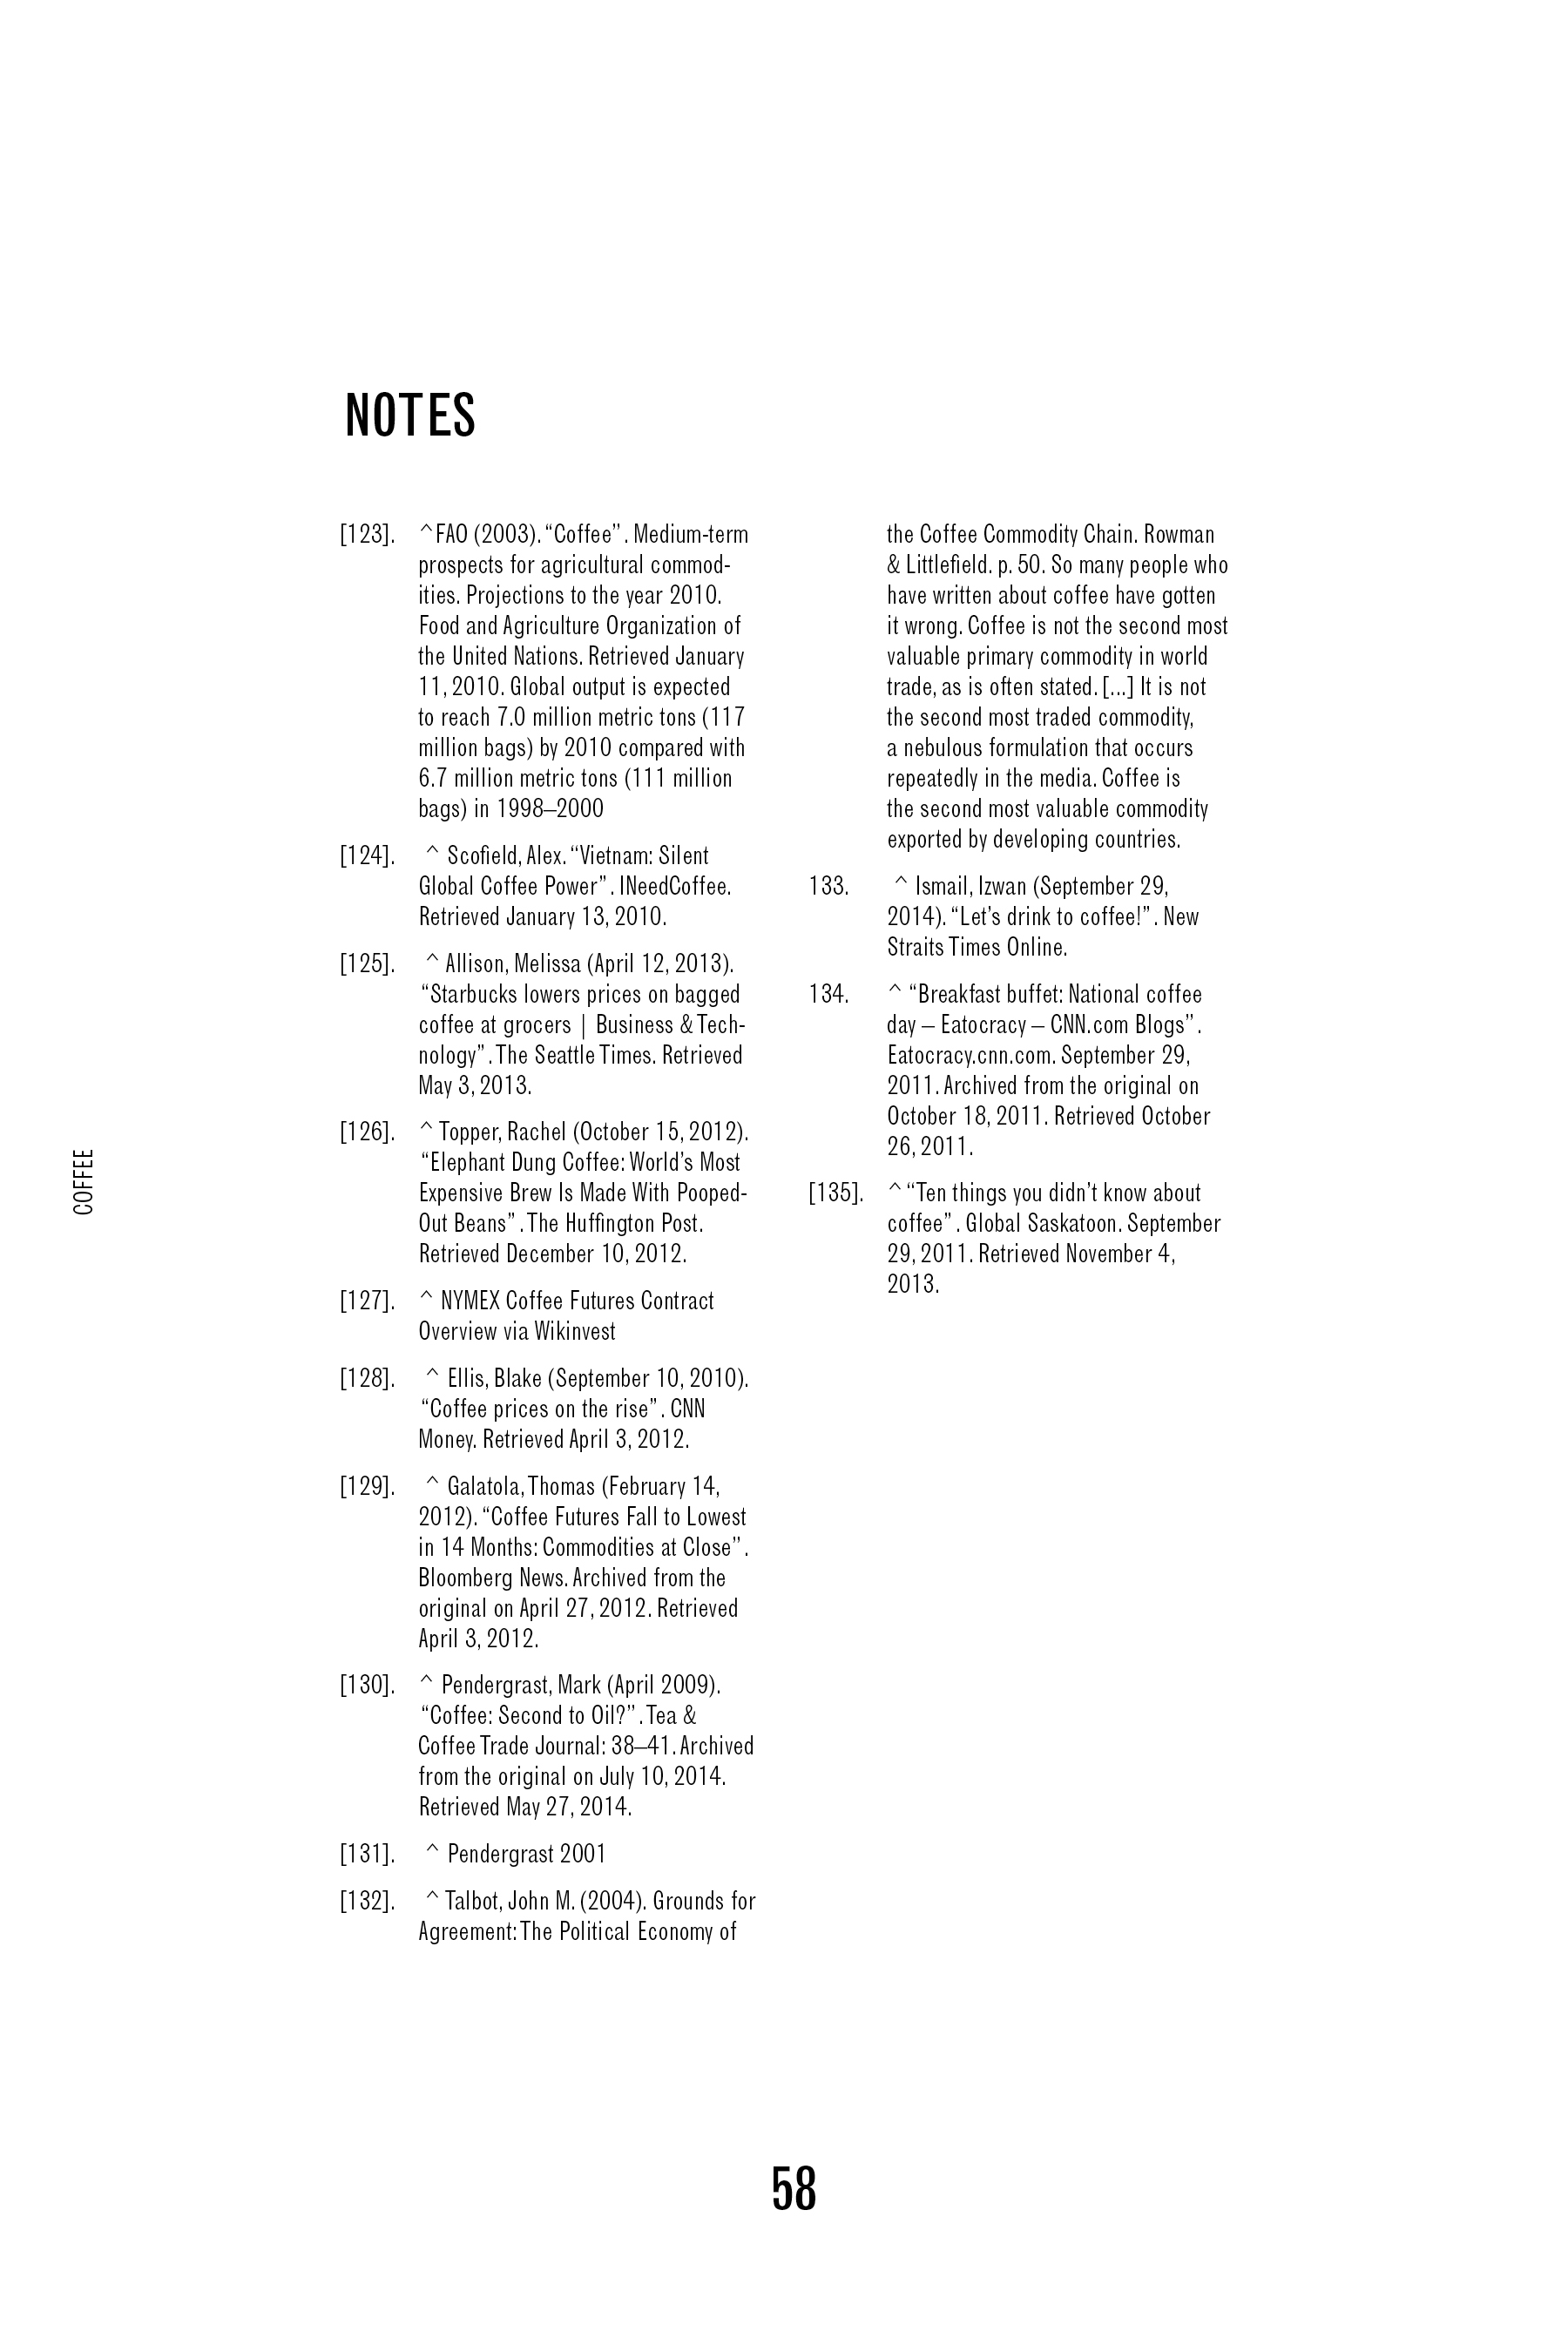 NOTES
[123]. ^FAO (2003). “Coffee”. Medium-term
prospects for agricultural commod-
ities. Projections to the year 2010.
Food and Agriculture Organization of
the United Nations. Retrieved January
11, 2010. Global output is expected
to reach 7.0 million metric tons (117
million bags) by 2010 compared with
6.7 million metric tons (111 million
bags) in 1998–2000
[124]. ^ Scofield, Alex. “Vietnam: Silent
Global Coffee Power”. INeedCoffee.
Retrieved January 13, 2010.
[125]. ^ Allison, Melissa (April 12, 2013).
“Starbucks lowers prices on bagged
coffee at grocers | Business & Tech-
nology”. The Seattle Times. Retrieved
May 3, 2013.
[126]. ^ Topper, Rachel (October 15, 2012).
“Elephant Dung Coffee: World’s Most
Expensive Brew Is Made With Pooped-
Out Beans”. The Huffington Post.
Retrieved December 10, 2012.
[127]. ^ NYMEX Coffee Futures Contract
Overview via Wikinvest
[128]. ^ Ellis, Blake (September 10, 2010).
“Coffee prices on the rise”. CNN
Money. Retrieved April 3, 2012.
[129]. ^ Galatola, Thomas (February 14,
2012). “Coffee Futures Fall to Lowest
in 14 Months: Commodities at Close”.
Bloomberg News. Archived from the
original on April 27, 2012. Retrieved
April 3, 2012.
[130]. ^ Pendergrast, Mark (April 2009).
“Coffee: Second to Oil?”. Tea &
Coffee Trade Journal: 38–41. Archived
from the original on July 10, 2014.
Retrieved May 27, 2014.
[131]. ^ Pendergrast 2001
[132]. ^ Talbot, John M. (2004). Grounds for
Agreement: The Political Economy of
the Coffee Commodity Chain. Rowman
& Littlefield. p. 50. So many people who
have written about coffee have gotten
it wrong. Coffee is not the second most
valuable primary commodity in world
trade, as is often stated. [...] It is not
the second most traded commodity,
a nebulous formulation that occurs
repeatedly in the media. Coffee is
the second most valuable commodity
exported by developing countries.
133. ^ Ismail, Izwan (September 29,
2014). “Let’s drink to coffee!”. New
Straits Times Online.
134. ^ “Breakfast buffet: National coffee
day – Eatocracy – CNN.com Blogs”.
Eatocracy.cnn.com. September 29,
2011. Archived from the original on
October 18, 2011. Retrieved October
26, 2011.
[135]. ^ “Ten things you didn’t know about
coffee”. Global Saskatoon. September
29, 2011. Retrieved November 4,
2013.
COFFEE
58